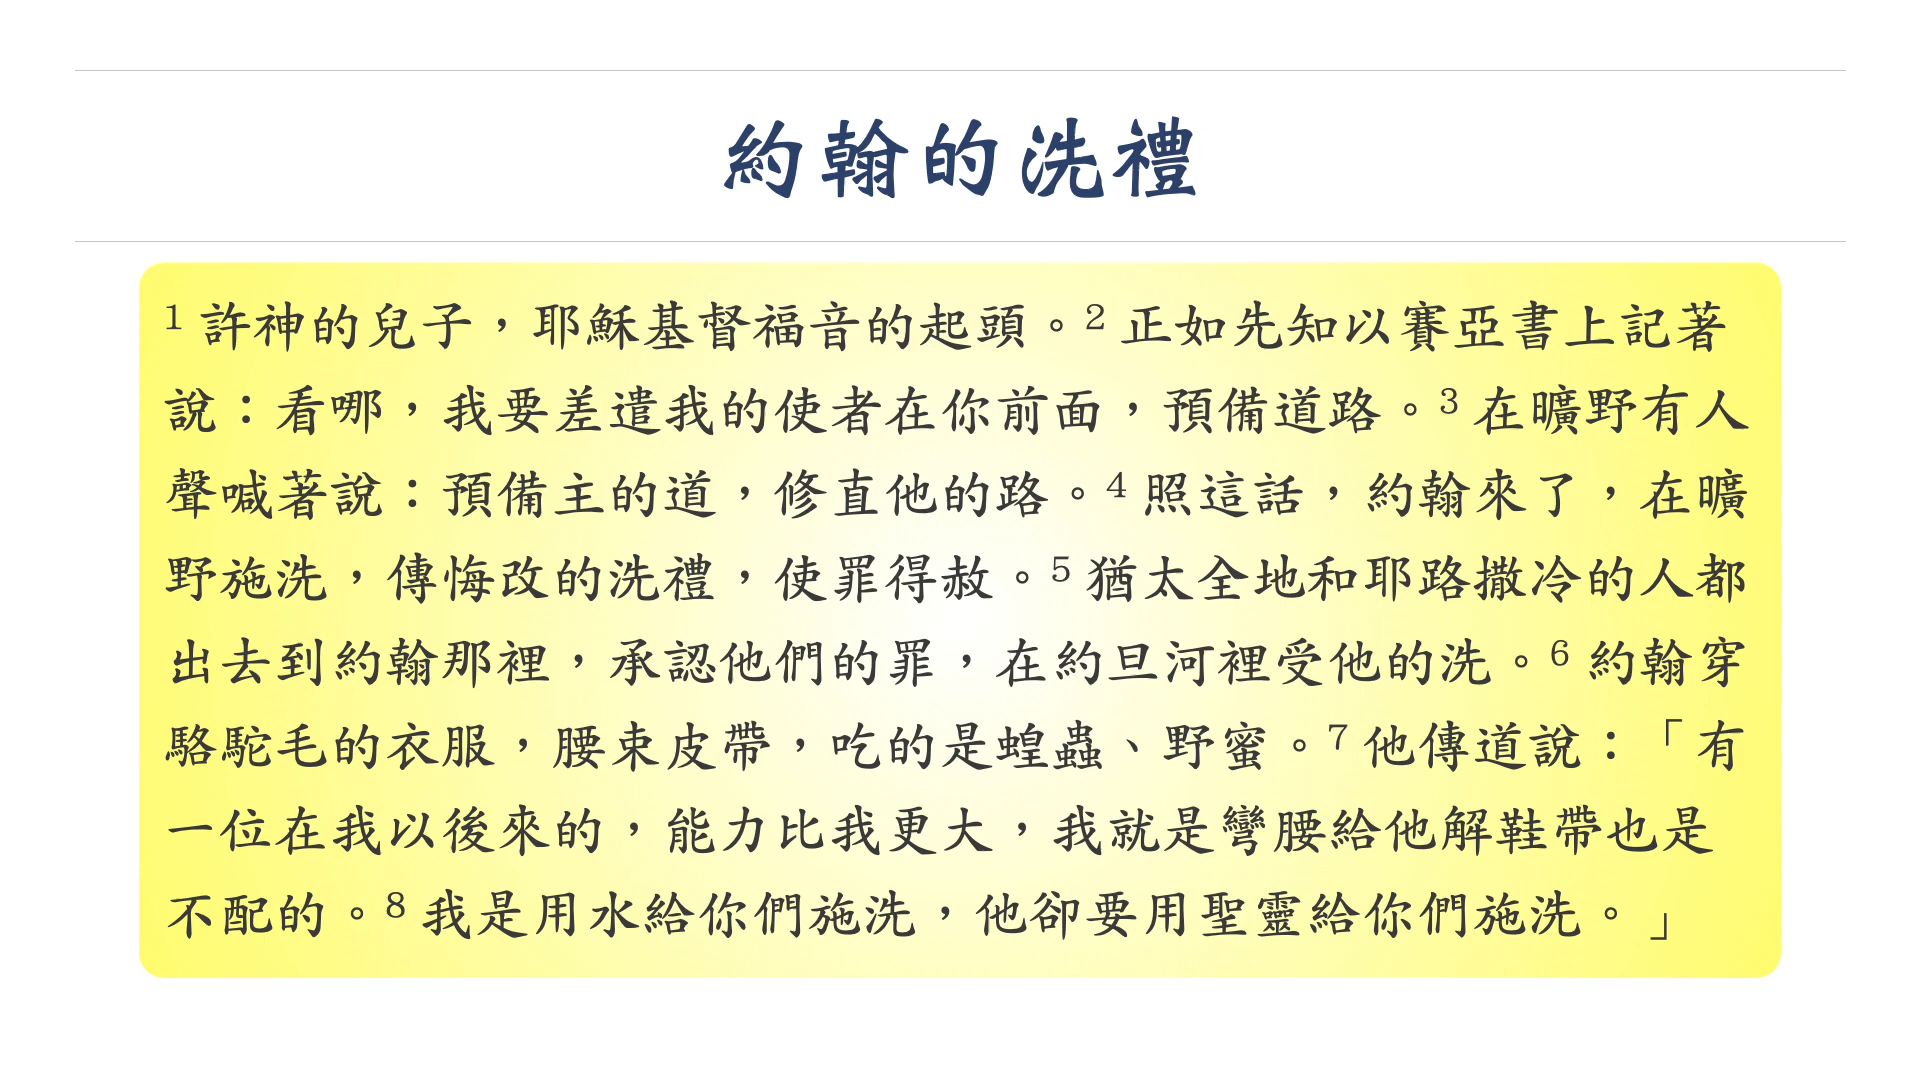 約翰的洗禮
1 許神的兒子，耶穌基督福音的起頭。2 正如先知以賽亞書上記著
說：看哪，我要差遣我的使者在你前面，預備道路。3 在曠野有人
聲喊著說：預備主的道，修直他的路。4 照這話，約翰來了，在曠
野施洗，傳悔改的洗禮，使罪得赦。5 猶太全地和耶路撒冷的人都
出去到約翰那裡，承認他們的罪，在約旦河裡受他的洗。6 約翰穿
駱駝毛的衣服，腰束皮帶，吃的是蝗蟲、野蜜。7 他傳道說：「有
一位在我以後來的，能力比我更大，我就是彎腰給他解鞋帶也是
不配的。8 我是用水給你們施洗，他卻要用聖靈給你們施洗。」